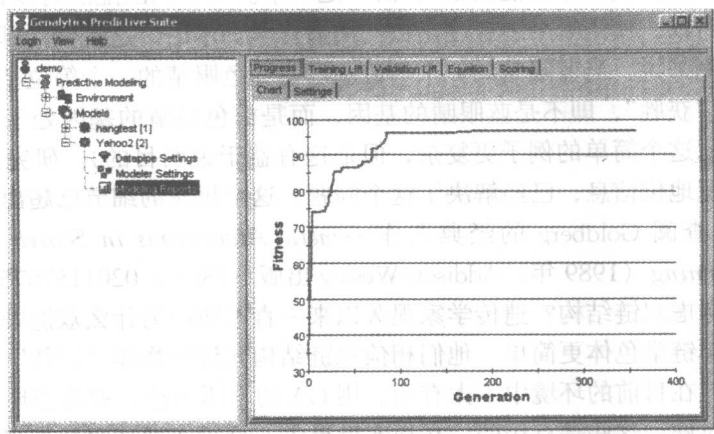 Genalytics Predictive Suite
Login View Help
demo
Predictive Modeling
Environment
Models
hangtest [1]
Yahoo2 [2]
Datapipe Settings
Modeler Settings
Modeling Reports
Progress Training Lift Validation Lift Equation Scoring
Chart Settings
Fitness
100
90
80
70
60
50
40
30
0 100 200 300 400
Generation